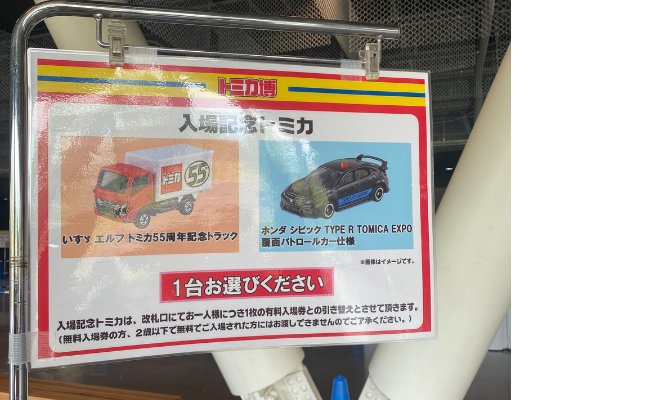 トミカ博
入場記念トミカ
トミカ
55
いすゞ エルフ トミカ55周年記念トラック
ホンダ シビック TYPE R TOMICA EXPO
覆面パトロールカー仕様
※画像はイメージです。
1台お選びください
入場記念トミカは、改札口にてお一人様につき1枚の有料入場券との引き替えとさせて頂きます。
(無料入場券の方、2歳以下で無料でご入場された方にはお渡しできませんのでご了承ください。)